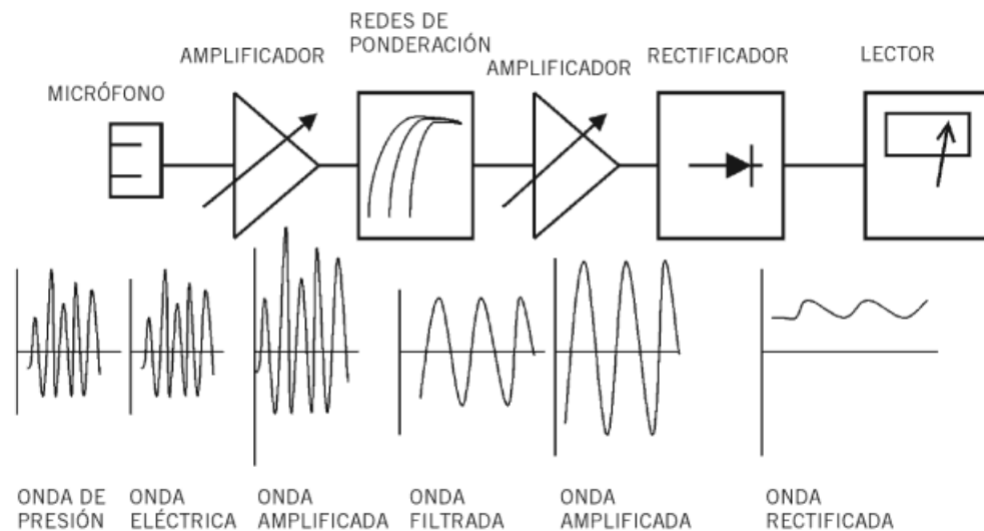 MICRÓFONO
AMPLIFICADOR
REDES DE
PONDERACIÓN
AMPLIFICADOR
RECTIFICADOR
LECTOR
ONDA DE
PRESIÓN
ONDA
ELÉCTRICA
ONDA
AMPLIFICADA
ONDA
FILTRADA
ONDA
AMPLIFICADA
ONDA
RECTIFICADA